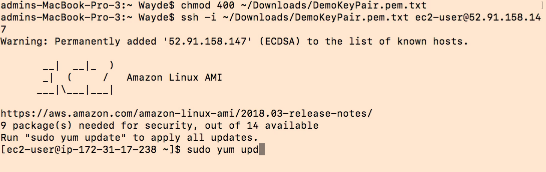 admins-MacBook-Pro-3:~ Wayde$ chmod 400 ~/Downloads/DemoKeyPair.pem.txt
admins-MacBook-Pro-3:~ Wayde$ ssh -i ~/Downloads/DemoKeyPair.pem.txt ec2-user@52.91.158.14
7
Warning: Permanently added '52.91.158.147' (ECDSA) to the list of known hosts.
       __|  __|_  )
       _|  (     /   Amazon Linux AMI
      ___|\___|___|
https://aws.amazon.com/amazon-linux-ami/2018.03-release-notes/
9 package(s) needed for security, out of 14 available
Run "sudo yum update" to apply all updates.
[ec2-user@ip-172-31-17-238 ~]$ sudo yum upd